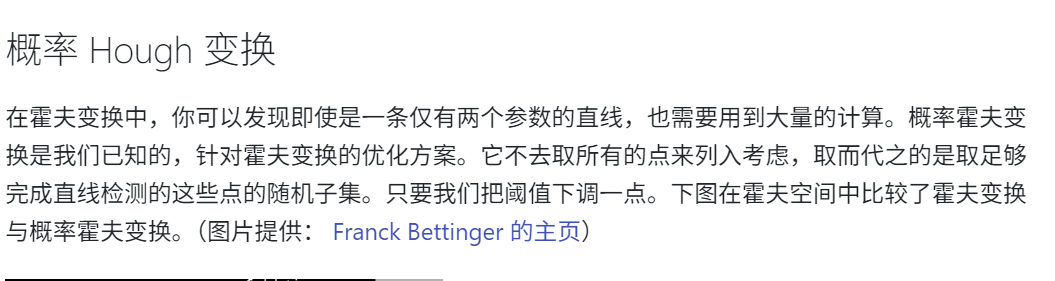 概率 Hough 变换
在霍夫变换中，你可以发现即使是一条仅有两个参数的直线，也需要用到大量的计算。概率霍夫变
换是我们已知的，针对霍夫变换的优化方案。它不去取所有的点来列入考虑，取而代之的是取足够
完成直线检测的这些点的随机子集。只要我们把阈值下调一点。下图在霍夫空间中比较了霍夫变换
与概率霍夫变换。（图片提供： Franck Bettinger 的主页）